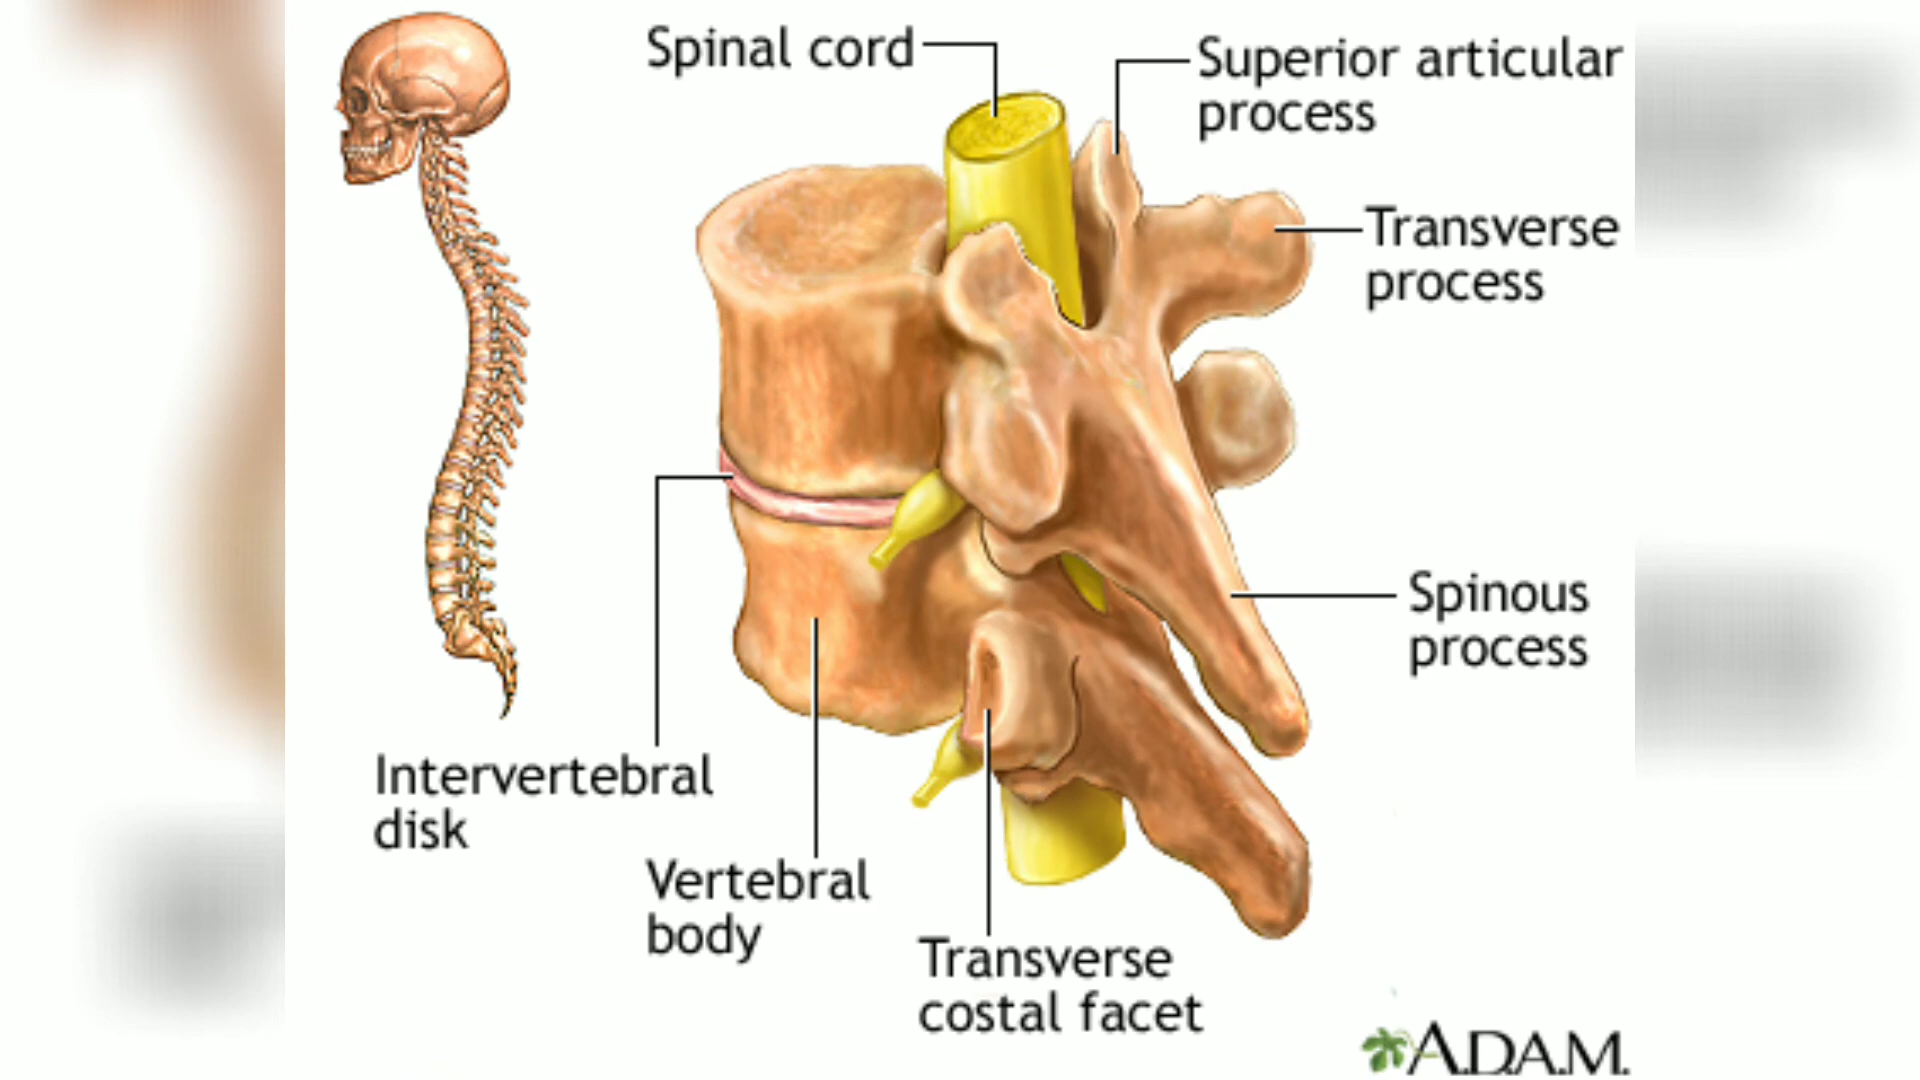 Spinal cord
Superior articular
process
Transverse
process
Spinous
process
Intervertebral
disk
Vertebral
body
Transverse
costal facet
A.D.A.M.